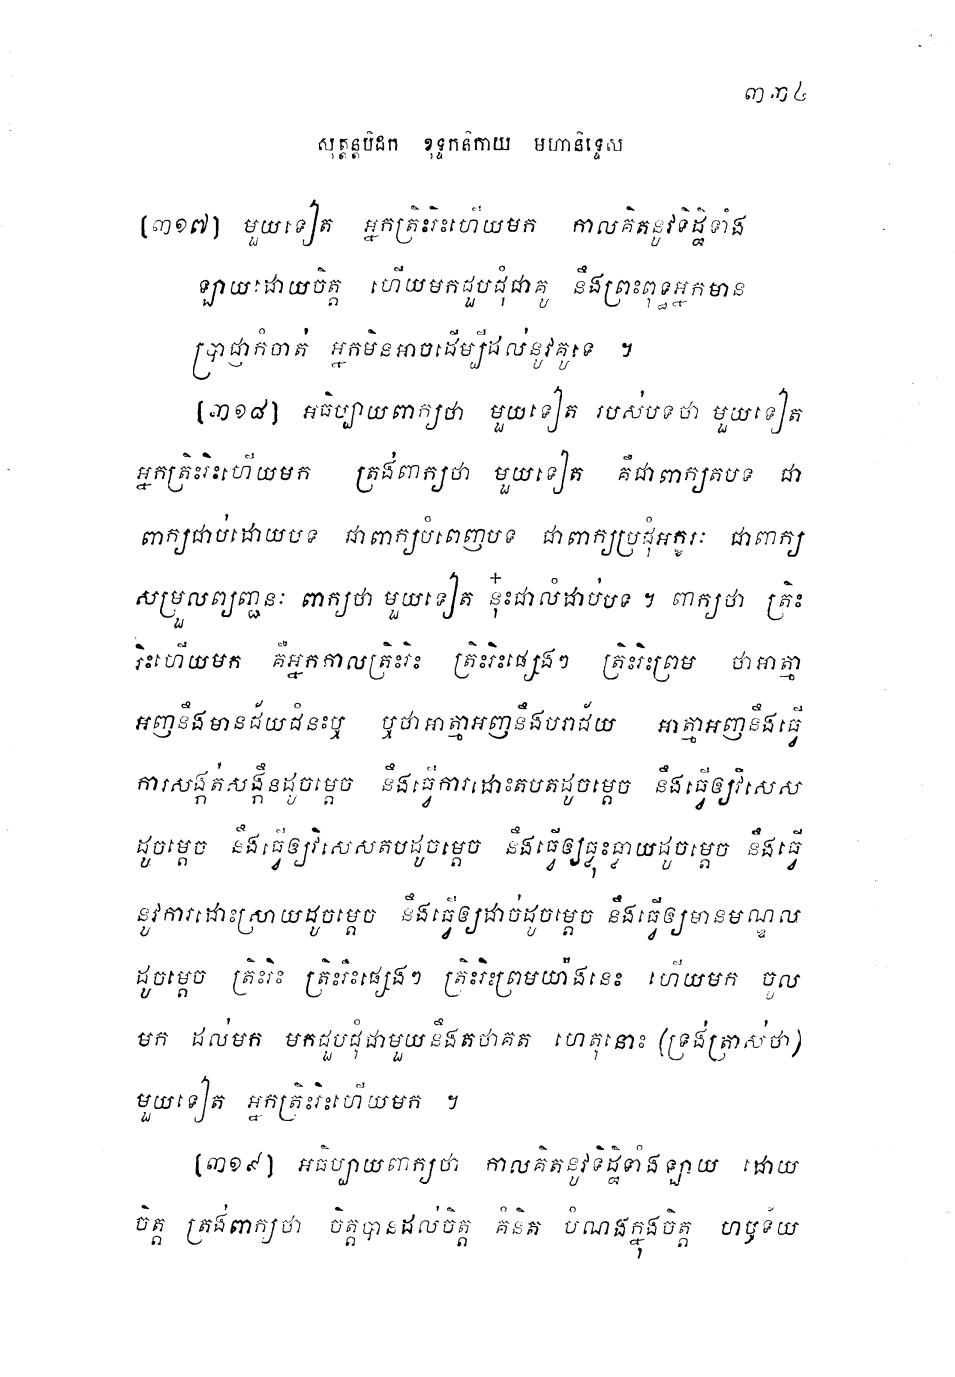 ៣៣៤
សុត្តន្តបិដក ខុទ្ទកនិកាយ មហានិទ្ទេស
[៣១៧] មួយទៀត អ្នកត្រិះរិះហើយមក កាលគិតនូវទិដ្ឋិទាំង
ឡាយដោយចិត្ត ហើយមកជួបជុំជាគូ នឹងព្រះពុទ្ធអ្នកមាន
ប្រាជ្ញាកំចាត់ អ្នកមិនអាចដើម្បីដល់នូវគូទេ ។
[៣១៨] អធិប្បាយពាក្យថា មួយទៀត របស់បទថា មួយទៀត
អ្នកត្រិះរិះហើយមក ត្រង់ពាក្យថា មួយទៀត គឺជាពាក្យតបទ ជា
ពាក្យជាប់ដោយបទ ជាពាក្យបំពេញបទ ជាពាក្យប្រជុំអក្ខរៈ ជាពាក្យ
សម្រួលព្យញ្ជនៈ ពាក្យថា មួយទៀត នុ៎ះជាលំដាប់បទ ។ ពាក្យថា ត្រិះ
រិះហើយមក គឺអ្នកកាលត្រិះរិះ ត្រិះរិះផ្សេងៗ ត្រិះរិះព្រម ថាអាត្មា
អញនឹងមានជ័យជំនះឬ ឬថាអាត្មាអញនឹងបរាជ័យ អាត្មាអញនឹងធ្វើ
ការសង្កត់សង្កិនដូចម្តេច នឹងធ្វើការដោះតបតដូចម្តេច នឹងធ្វើឲ្យវិសេស
ដូចម្តេច នឹងធ្វើឲ្យវិសេសតបដូចម្តេច នឹងធ្វើឲ្យធ្ងុះធ្ងាយដូចម្តេច នឹងធ្វើ
នូវការដោះស្រាយដូចម្តេច នឹងធ្វើឲ្យដាច់ដូចម្តេច នឹងធ្វើឲ្យមានមណ្ឌល
ដូចម្តេច ត្រិះរិះ ត្រិះរិះផ្សេងៗ ត្រិះរិះព្រមយ៉ាងនេះ ហើយមក ចូល
មក ដល់មក មកជួបជុំជាមួយនឹងតថាគត ហេតុនោះ (ទ្រង់ត្រាស់ថា)
មួយទៀត អ្នកត្រិះរិះហើយមក ។
[៣១៩] អធិប្បាយពាក្យថា កាលគិតនូវទិដ្ឋិទាំងឡាយ ដោយ
ចិត្ត ត្រង់ពាក្យថា ចិត្តបានដល់ចិត្ត គំនិត បំណងក្នុងចិត្ត ហឫទ័យ